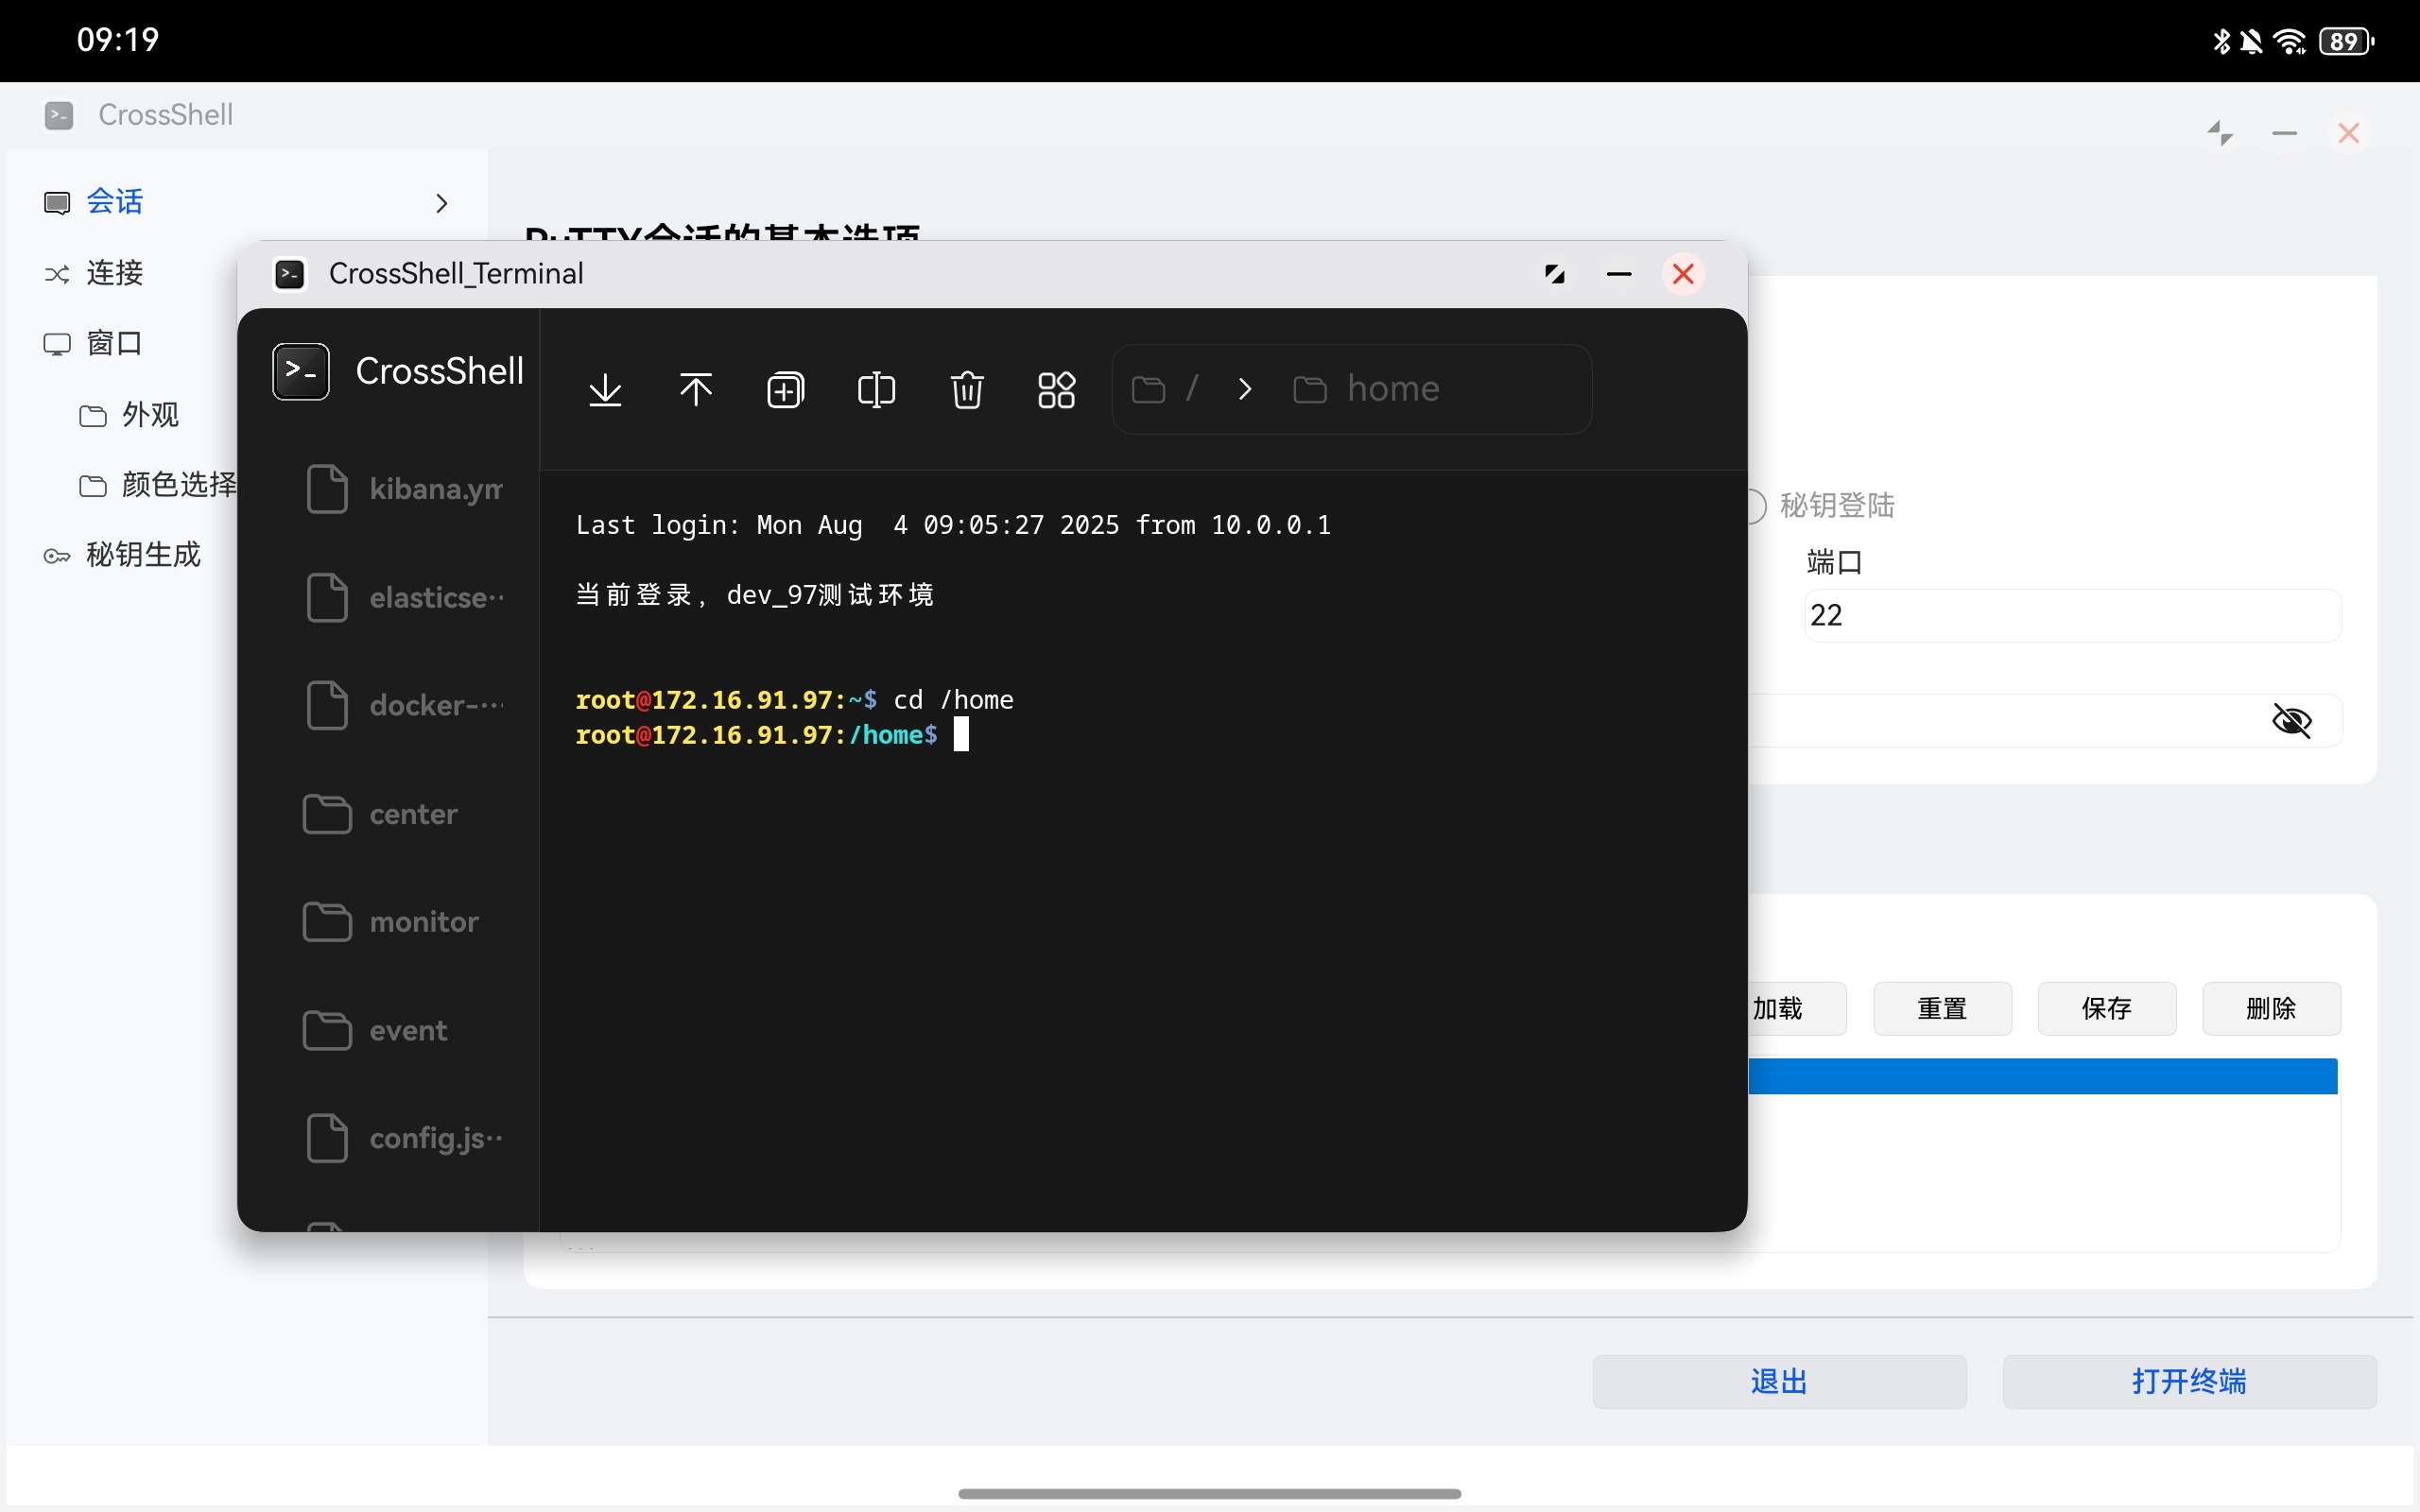 09:19
89
CrossShell
会话
连接
窗口
外观
颜色选择
秘钥生成
PuTTY会话的基本选项
CrossShell_Terminal
CrossShell
/
home
kibana.ym
elasticse··
docker-···
center
monitor
event
config.js··
Last login: Mon Aug  4 09:05:27 2025 from 10.0.0.1
当前登录, dev_97测试环境
root@172.16.91.97:~$ cd /home
root@172.16.91.97:/home$
秘钥登陆
端口
22
加载
重置
保存
删除
退出
打开终端